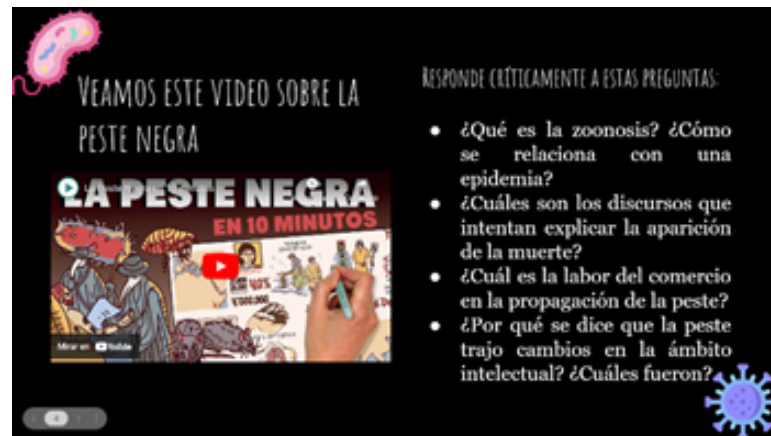 VEAMOS ESTE VIDEO SOBRE LA
PESTE NEGRA
LA PESTE NEGRA
EN 10 MINUTOS
Mirar en YouTube
RESPONDE CRÍTICAMENTE A ESTAS PREGUNTAS:
● ¿Qué es la zoonosis? ¿Cómo
se relaciona con una
epidemia?
● ¿Cuáles son los discursos que
intentan explicar la aparición
de la muerte?
● ¿Cuál es la labor del comercio
en la propagación de la peste?
● ¿Por qué se dice que la peste
trajo cambios en la ámbito
intelectual? ¿Cuáles fueron?
4